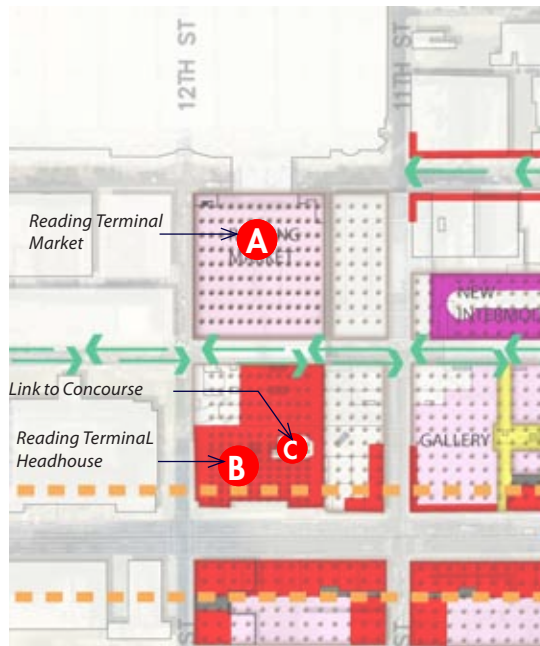 12TH ST
11TH ST
Reading Terminal
Market
A
MARKET
NEW
INTERMOD
Link to Concourse
Reading TerminaL
Headhouse
B
C
GALLERY
ST
ST